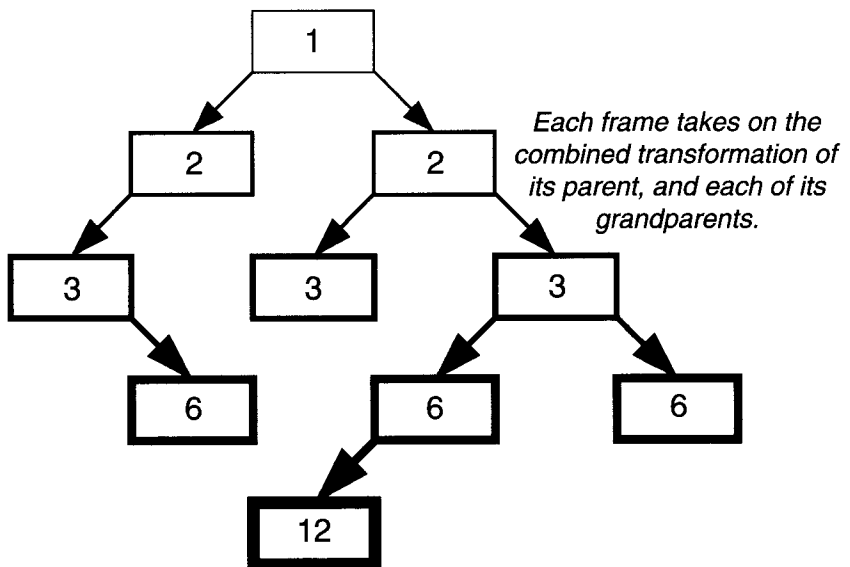 1
2
2
Each frame takes on the
combined transformation of
its parent, and each of its
grandparents.
3
3
3
6
6
6
12